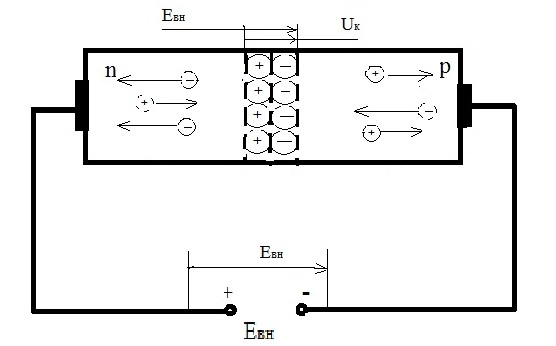 Eвн
Uк
n + − p
− + − +
+ − + −
+ − −
− + − +
+ −
Eвн
+ -
Eвн